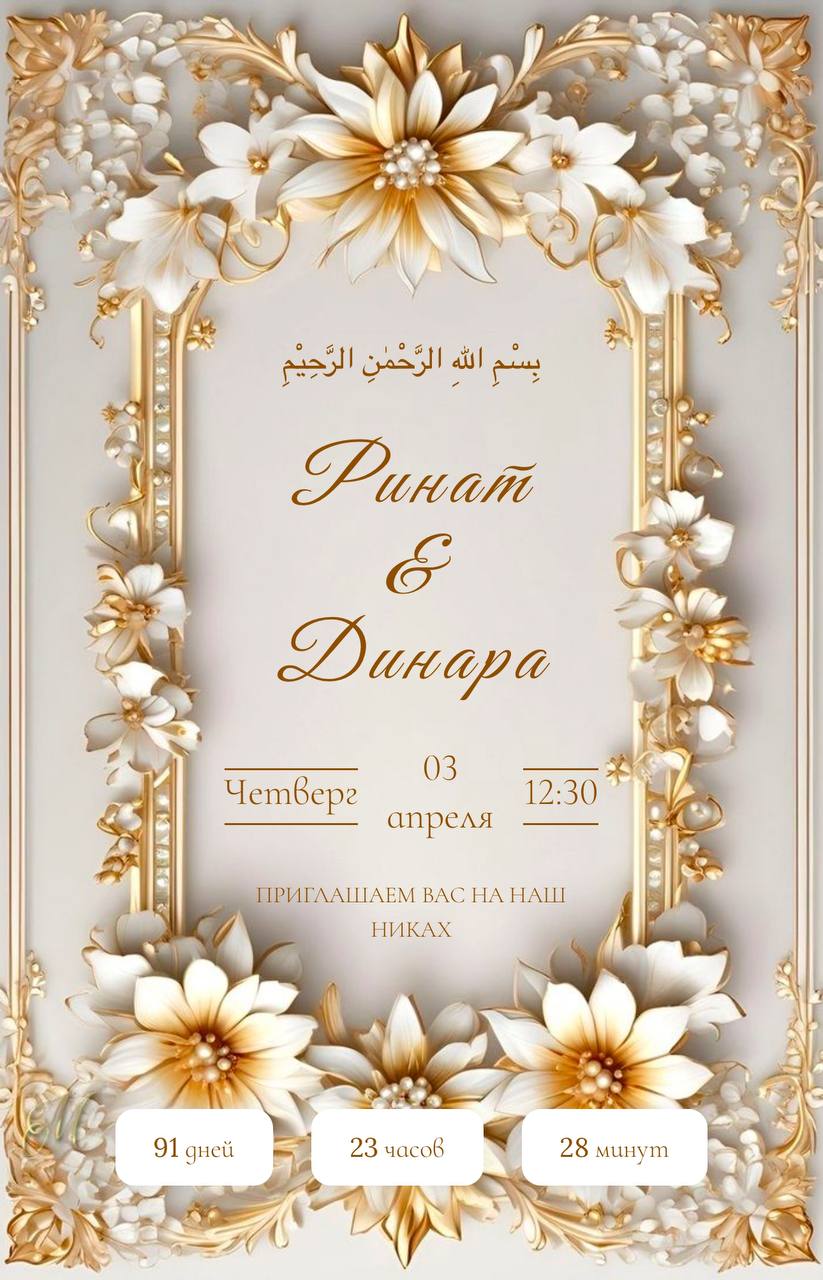 بِسْمِ اللهِ الرَّحْمٰنِ الرَّحِيْمِ
Ринат
&
Динара
Четверг
03
апреля
12:30
ПРИГЛАШАЕМ ВАС НА НАШ
НИКАХ
91 дней
23 часов
28 минут